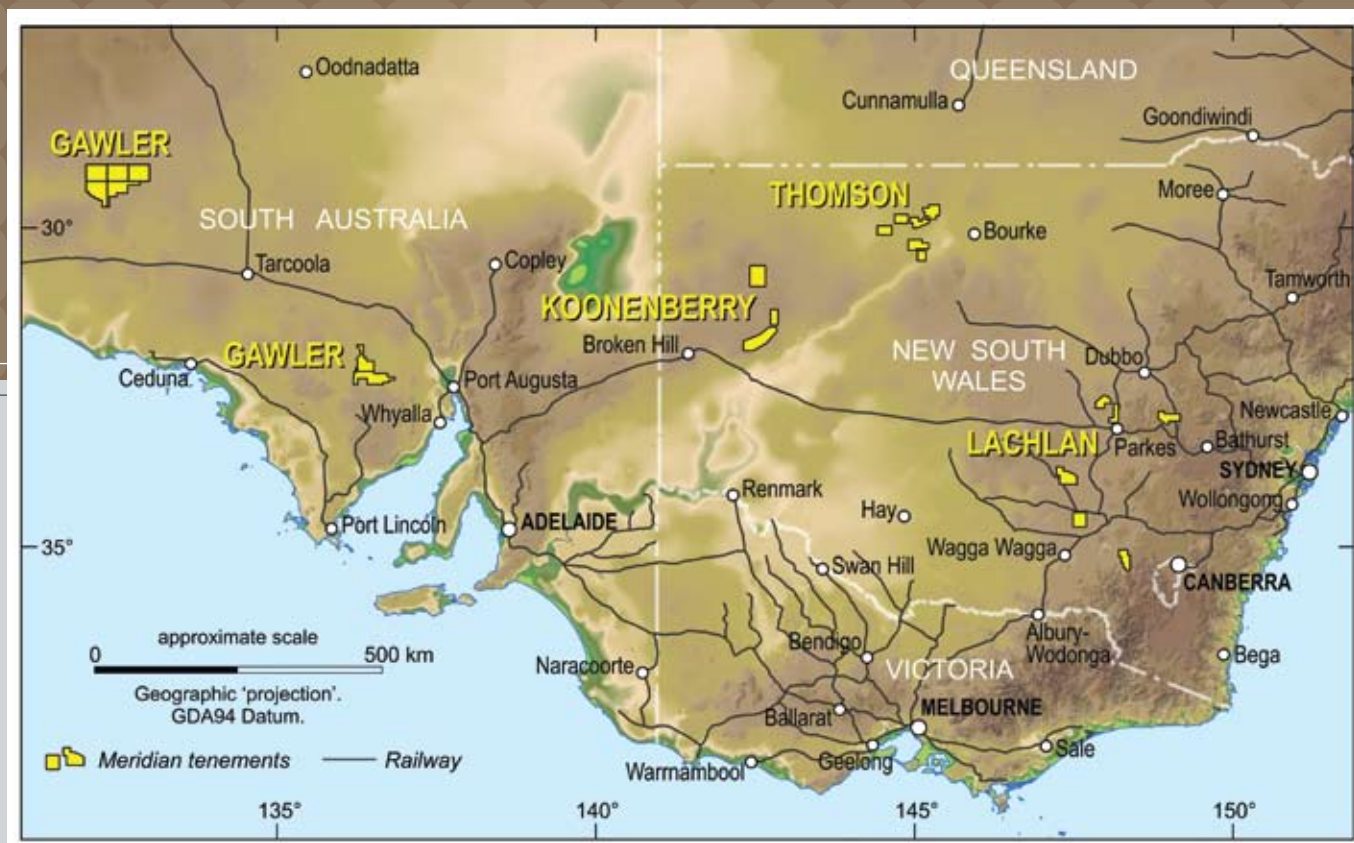 Oodnadatta
QUEENSLAND
Cunnamulla
Goondiwindi
GAWLER
THOMSON
Moree
SOUTH AUSTRALIA
30°
Bourke
Tarcoola
Copley
Tamworth
KOONENBERRY
Broken Hill
NEW SOUTH
WALES
Dubbo
GAWLER
Ceduna
Port Augusta
Whyalla
Newcastle
LACHLAN
Parkes
Bathurst
SYDNEY
Renmark
Hay
Wollongong
Port Lincoln
ADELAIDE
35°
Wagga Wagga
Swan Hill
CANBERRA
approximate scale
0 500 km
Geographic ‘projection’.
GDA94 Datum.
Naracoorte
Bendigo
VICTORIA
Albury-
Wodonga
Bega
Ballarat
MELBOURNE
Meridian tenements
Railway
Warrnambool
Geelong
Sale
135°
140°
145°
150°